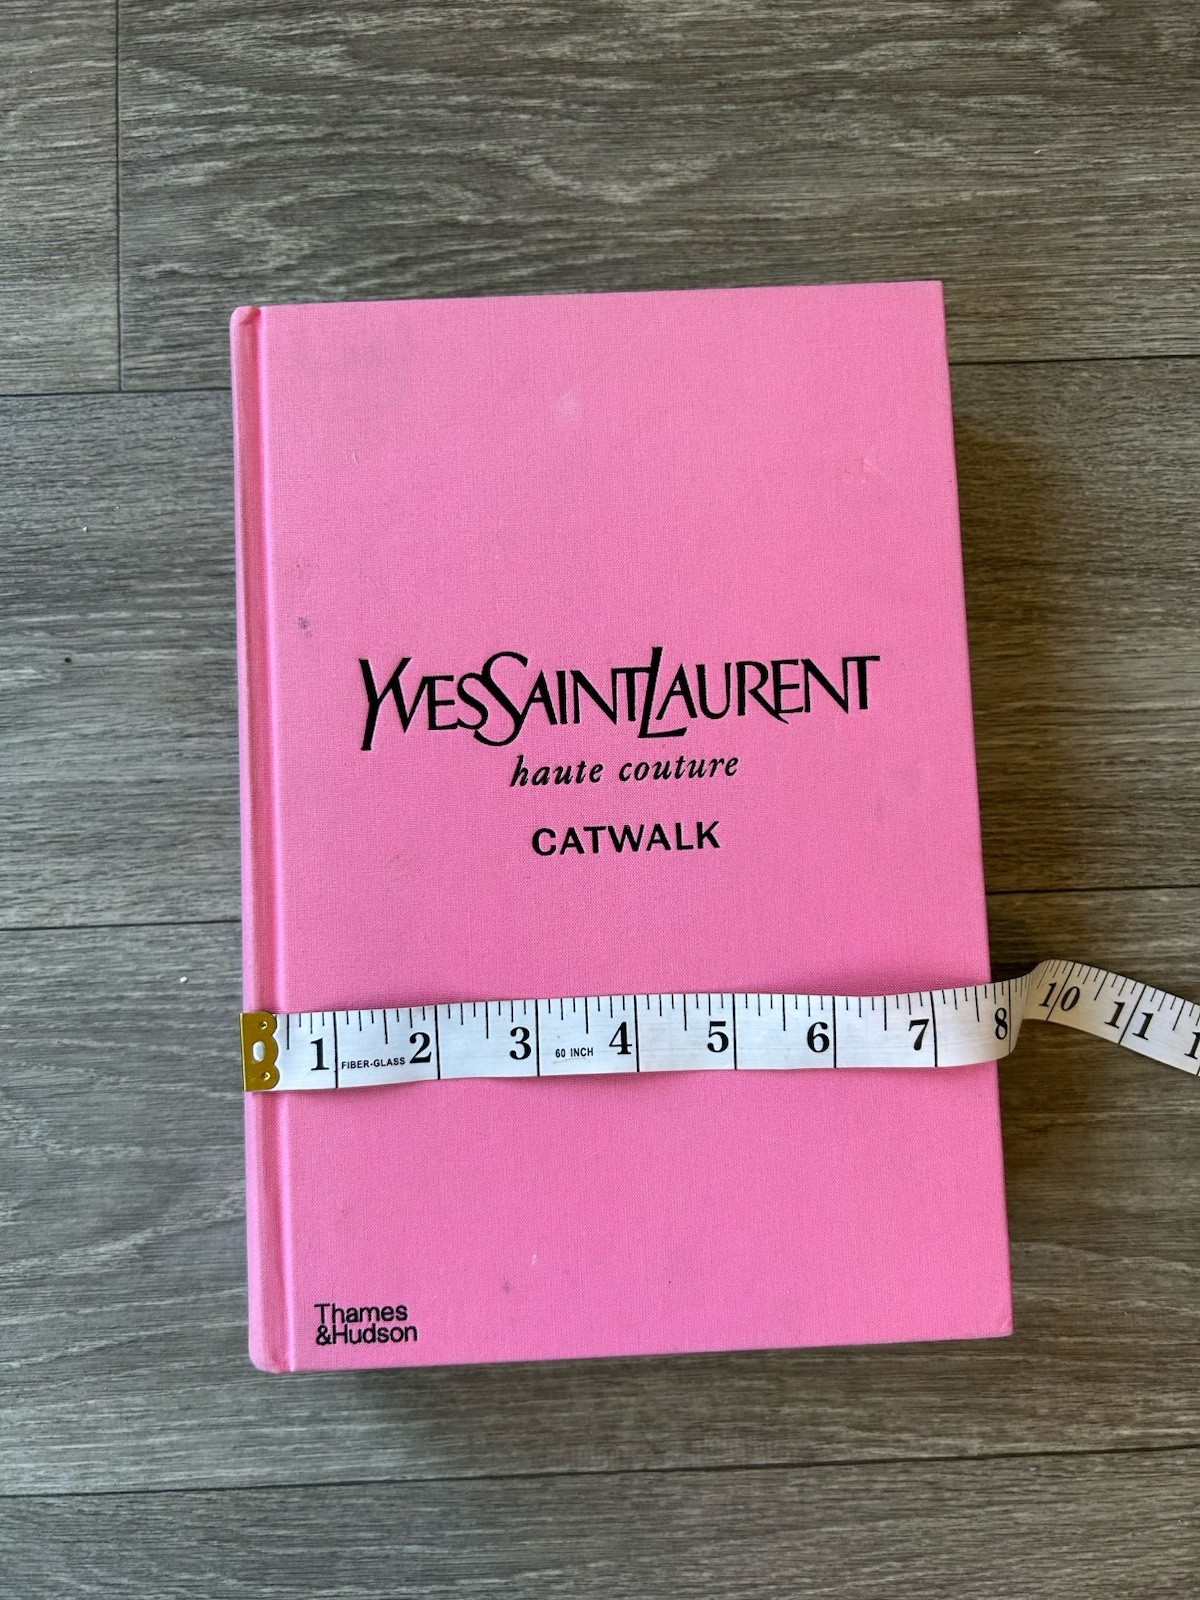 YVESSAINTLAURENT
haute couture
CATWALK
1 2 3 4 5 6 7 8 10 11 1
FIBER-GLASS
60 INCH
Thames
&Hudson